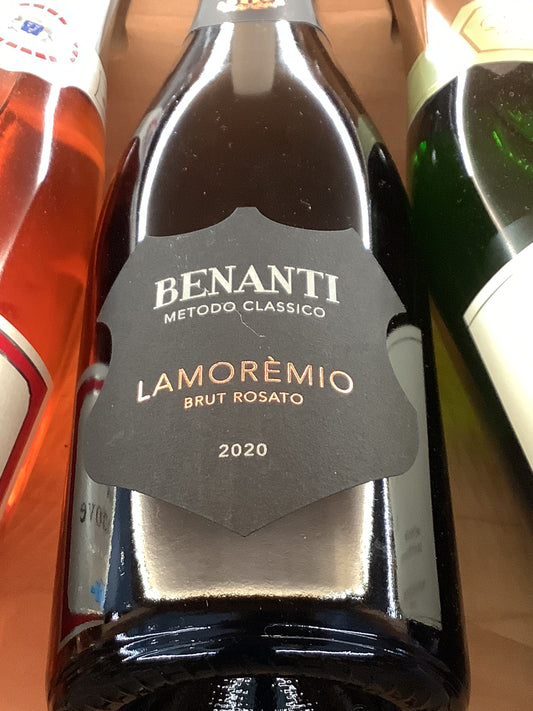 BENANTI
METODO CLASSICO
LAMORÈMIO
BRUT ROSATO
2020